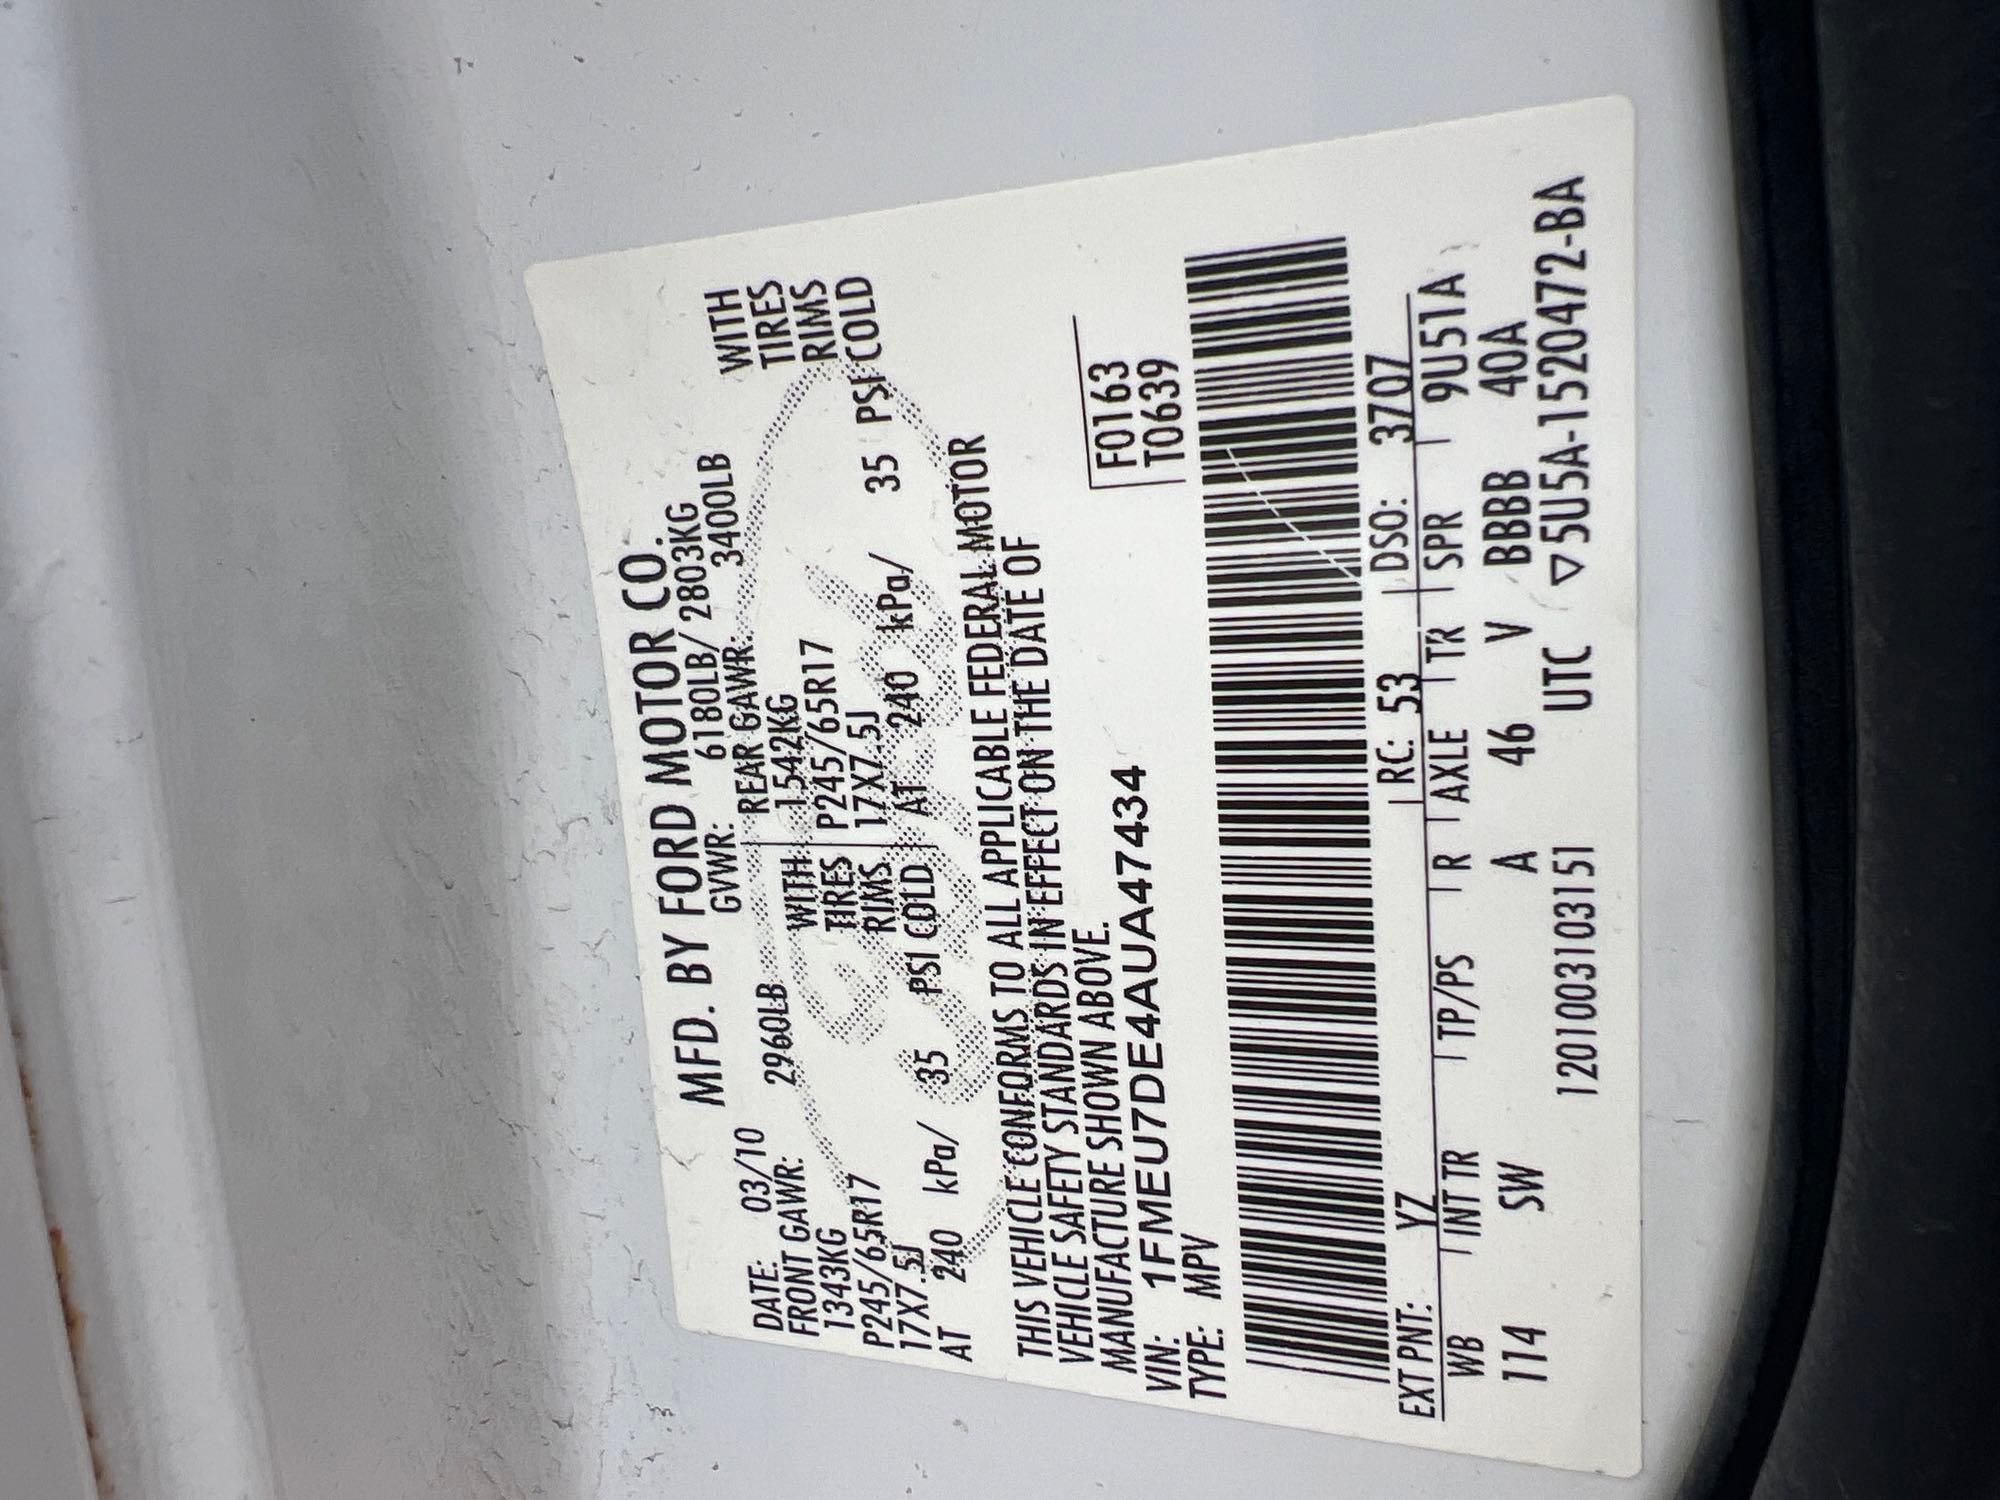 MFD. BY FORD MOTOR CO.
DATE: 03/10 GVWR: 6180LB/ 2803KG
FRONT GAWR: 2960LB REAR GAWR: 3400LB
1343KG WITH 1542KG WITH
P245/65R17 TIRES P245/65R17 TIRES
17X7.5J RIMS 17X7.5J RIMS
AT 240 kPa/ 35 PSI COLD AT 240 kPa/ 35 PSI COLD
THIS VEHICLE CONFORMS TO ALL APPLICABLE FEDERAL MOTOR
VEHICLE SAFETY STANDARDS IN EFFECT ON THE DATE OF
MANUFACTURE SHOWN ABOVE.
VIN: 1FMEU7DE4AUA47434 F0163
TYPE: MPV T0639
EXT PNT: YZ RC: 53 DSO: 3707
WB INT TR TP/PS R AXLE TR SPR 9U51A
114 SW A 46 V BBBB 40A
1201003103151 UTC ▽5U5A-1520472-BA